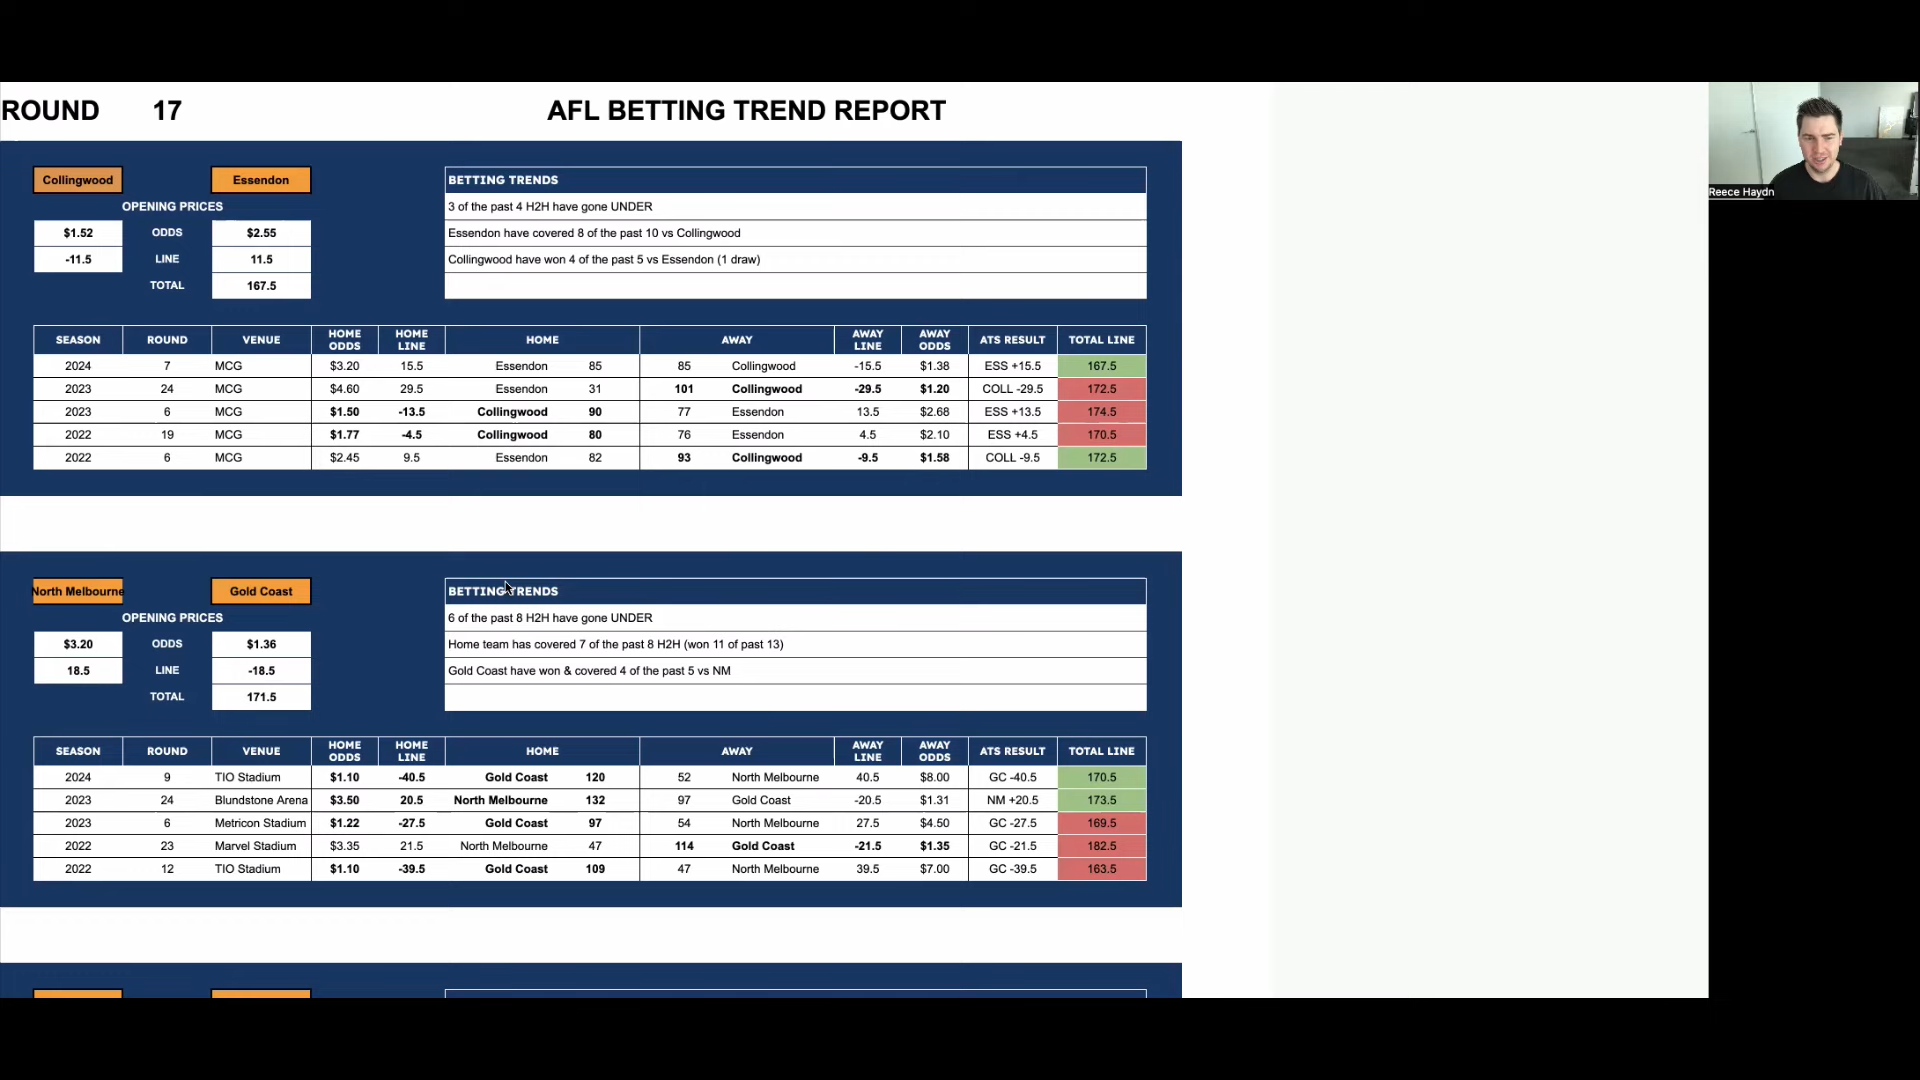 ROUND 17 AFL BETTING TREND REPORT
Reece Haydn
Collingwood Essendon BETTING TRENDS
OPENING PRICES 3 of the past 4 H2H have gone UNDER
$1.52 ODDS $2.55 Essendon have covered 8 of the past 10 vs Collingwood
-11.5 LINE 11.5 Collingwood have won 4 of the past 5 vs Essendon (1 draw)
TOTAL 167.5
SEASON ROUND VENUE HOME ODDS HOME LINE HOME AWAY AWAY LINE AWAY ODDS ATS RESULT TOTAL LINE
2024 7 MCG $3.20 15.5 Essendon 85 85 Collingwood -15.5 $1.38 ESS +15.5 167.5
2023 24 MCG $4.60 29.5 Essendon 31 101 Collingwood -29.5 $1.20 COLL -29.5 172.5
2023 6 MCG $1.50 -13.5 Collingwood 90 77 Essendon 13.5 $2.68 ESS +13.5 174.5
2022 19 MCG $1.77 -4.5 Collingwood 80 76 Essendon 4.5 $2.10 ESS +4.5 170.5
2022 6 MCG $2.45 9.5 Essendon 82 93 Collingwood -9.5 $1.58 COLL -9.5 172.5
North Melbourne Gold Coast BETTING TRENDS
OPENING PRICES 6 of the past 8 H2H have gone UNDER
$3.20 ODDS $1.36 Home team has covered 7 of the past 8 H2H (won 11 of past 13)
18.5 LINE -18.5 Gold Coast have won & covered 4 of the past 5 vs NM
TOTAL 171.5
SEASON ROUND VENUE HOME ODDS HOME LINE HOME AWAY AWAY LINE AWAY ODDS ATS RESULT TOTAL LINE
2024 9 TIO Stadium $1.10 -40.5 Gold Coast 120 52 North Melbourne 40.5 $8.00 GC -40.5 170.5
2023 24 Blundstone Arena $3.50 20.5 North Melbourne 132 97 Gold Coast -20.5 $1.31 NM +20.5 173.5
2023 6 Metricon Stadium $1.22 -27.5 Gold Coast 97 54 North Melbourne 27.5 $4.50 GC -27.5 169.5
2022 23 Marvel Stadium $3.35 21.5 North Melbourne 47 114 Gold Coast -21.5 $1.35 GC -21.5 182.5
2022 12 TIO Stadium $1.10 -39.5 Gold Coast 109 47 North Melbourne 39.5 $7.00 GC -39.5 163.5